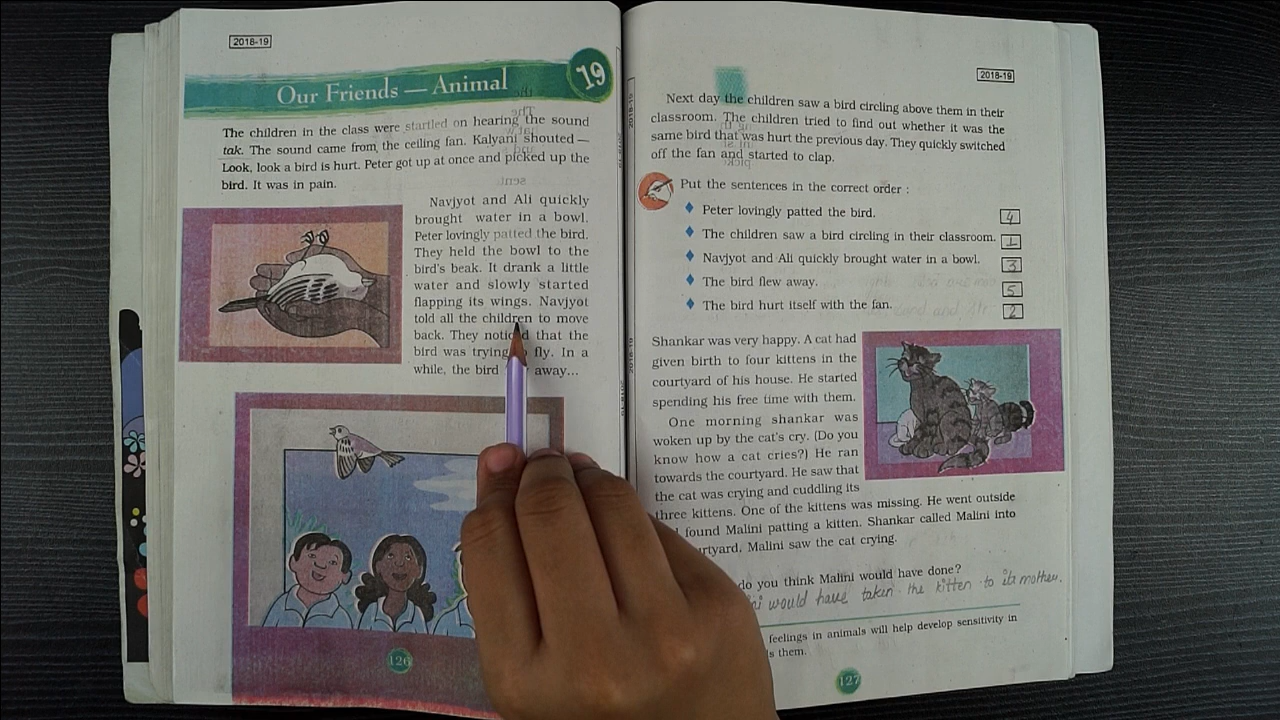 2018-19
Our Friends — Animal
19
The children in the class were startled on hearing the sound
tak. The sound came from the ceiling fan. Kalyani shouted —
Look, look a bird is hurt. Peter got up at once and picked up the
bird. It was in pain.
Navjyot and Ali quickly
brought water in a bowl.
Peter lovingly patted the bird.
They held the bowl to the
bird's beak. It drank a little
water and slowly started
flapping its wings. Navjyot
told all the children to move
back. They noticed that the
bird was trying fly. In a
while, the bird away...
126
2018-19
Next day the children saw a bird circling above them in their
classroom. The children tried to find out whether it was the
same bird that was hurt the previous day. They quickly switched
off the fan and started to clap.
Put the sentences in the correct order :
Peter lovingly patted the bird. 4
The children saw a bird circling in their classroom. 1
Navjyot and Ali quickly brought water in a bowl. 3
The bird flew away. 5
The bird hurt itself with the fan. 2
Shankar was very happy. A cat had
given birth to four kittens in the
courtyard of his house. He started
spending his free time with them.
One morning shankar was
woken up by the cat's cry. (Do you
know how a cat cries?) He ran
towards the courtyard. He saw that
the cat was crying and cuddling its
three kittens. One of the kittens was missing. He went outside
found Malini patting a kitten. Shankar called Malini into
rtyard. Malini saw the cat crying.
do you think Malini would have done?
ni would have taken the kitten to its mother.
feelings in animals will help develop sensitivity in
s them.
127